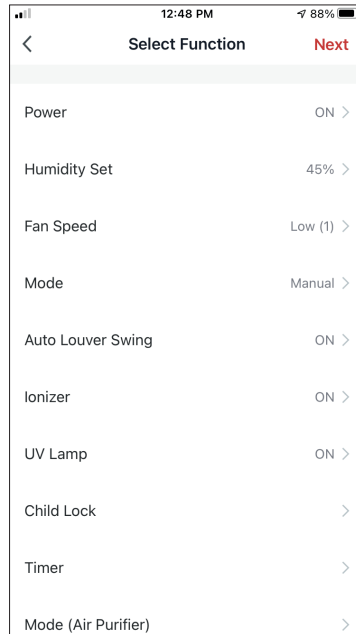 12:48 PM 88%
Select Function Next
Power ON
Humidity Set 45%
Fan Speed Low (1)
Mode Manual
Auto Louver Swing ON
Ionizer ON
UV Lamp ON
Child Lock
Timer
Mode (Air Purifier)